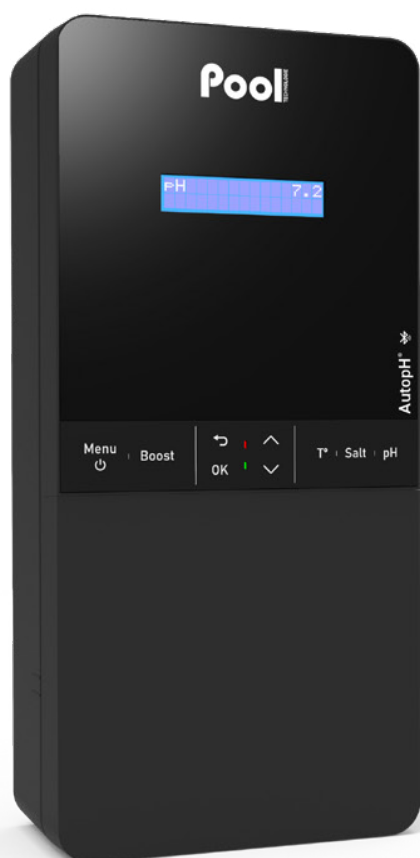 Pool
TECHNOLOGIE
pH 7.2
AutopH®
Menu
Boost
OK
T° Salt pH